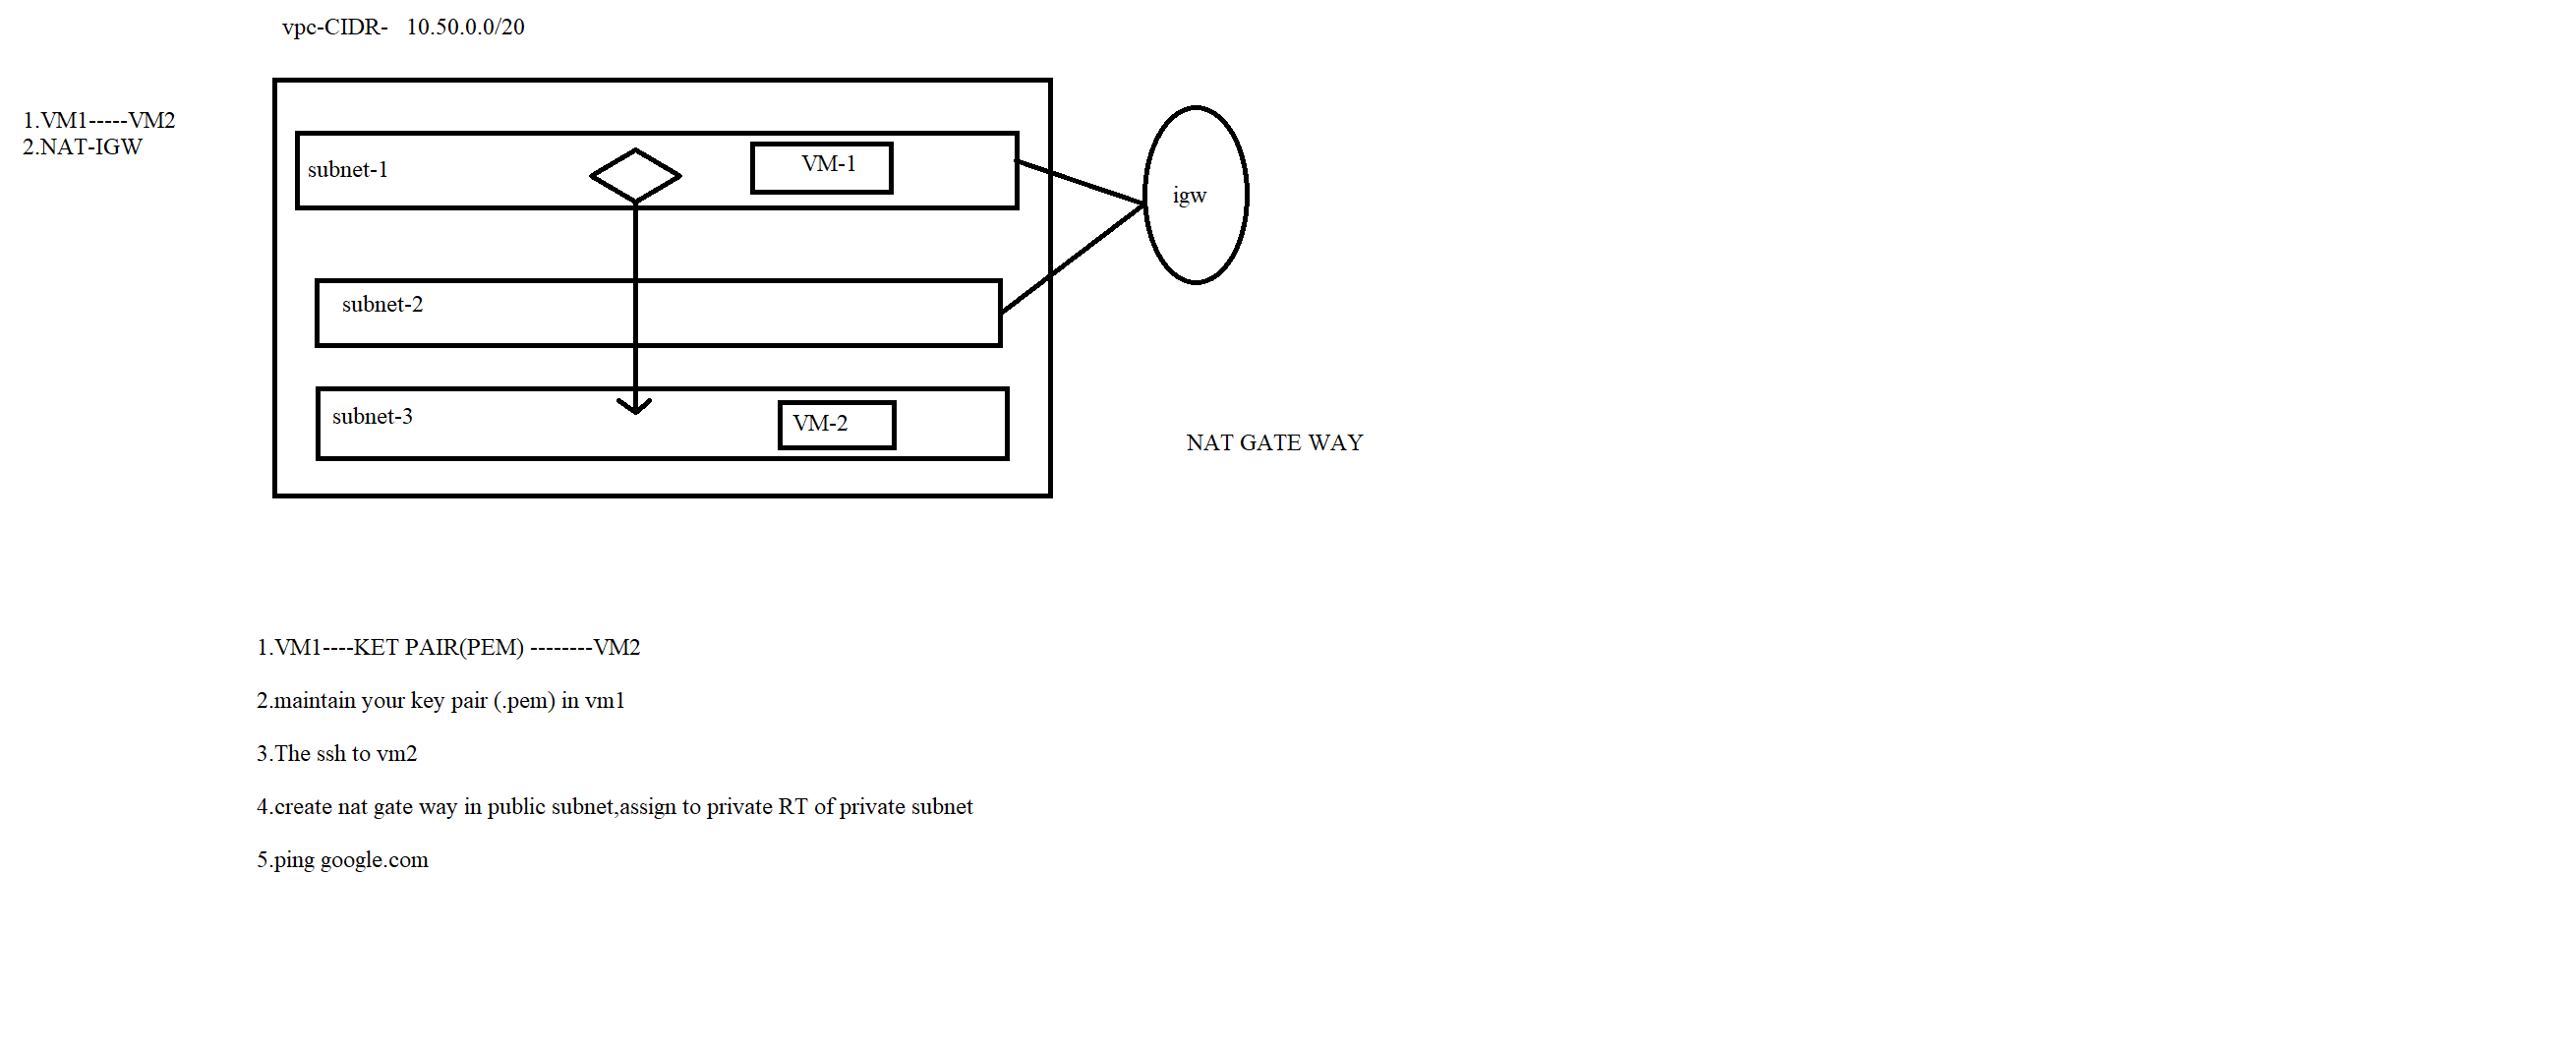 vpc-CIDR-   10.50.0.0/20
1.VM1-----VM2
2.NAT-IGW
subnet-1
VM-1
igw
subnet-2
subnet-3
VM-2
NAT GATE WAY
1.VM1----KET PAIR(PEM) --------VM2
2.maintain your key pair (.pem) in vm1
3.The ssh to vm2
4.create nat gate way in public subnet,assign to private RT of private subnet
5.ping google.com